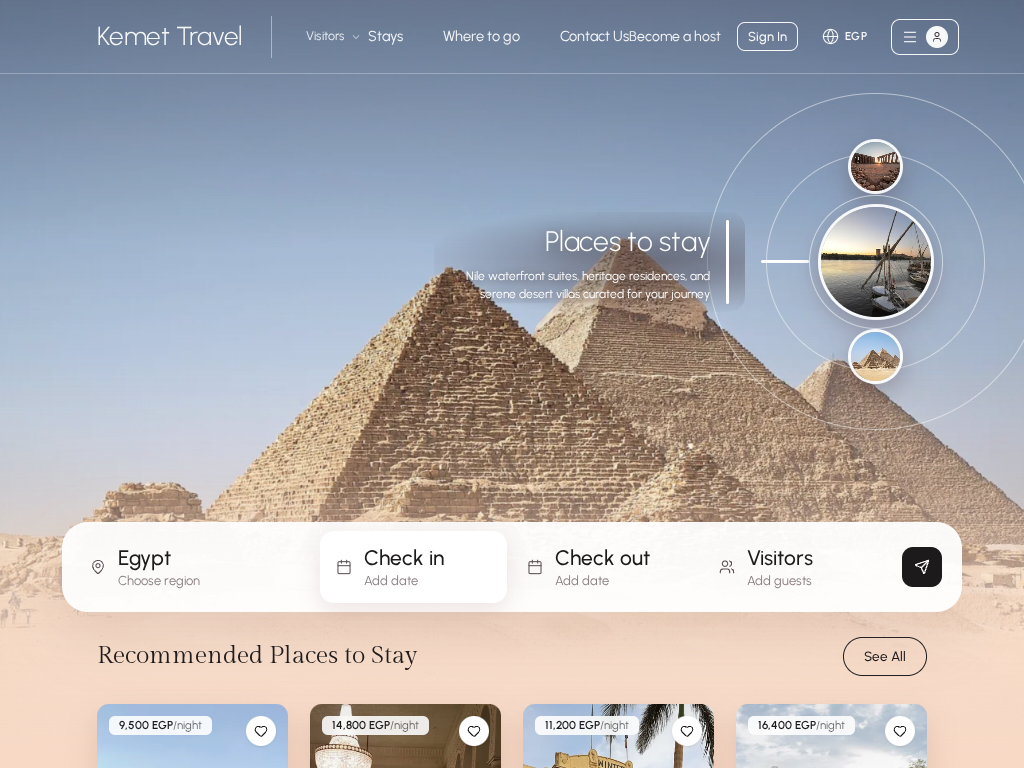 Kemet Travel
Visitors
Stays
Where to go
Contact Us
Become a host
Sign In
EGP
Places to stay
Nile waterfront suites, heritage residences, and
serene desert villas curated for your journey
Egypt
Choose region
Check in
Add date
Check out
Add date
Visitors
Add guests
Recommended Places to Stay
See All
9,500 EGP/night
14,800 EGP/night
11,200 EGP/night
16,400 EGP/night
WINTER